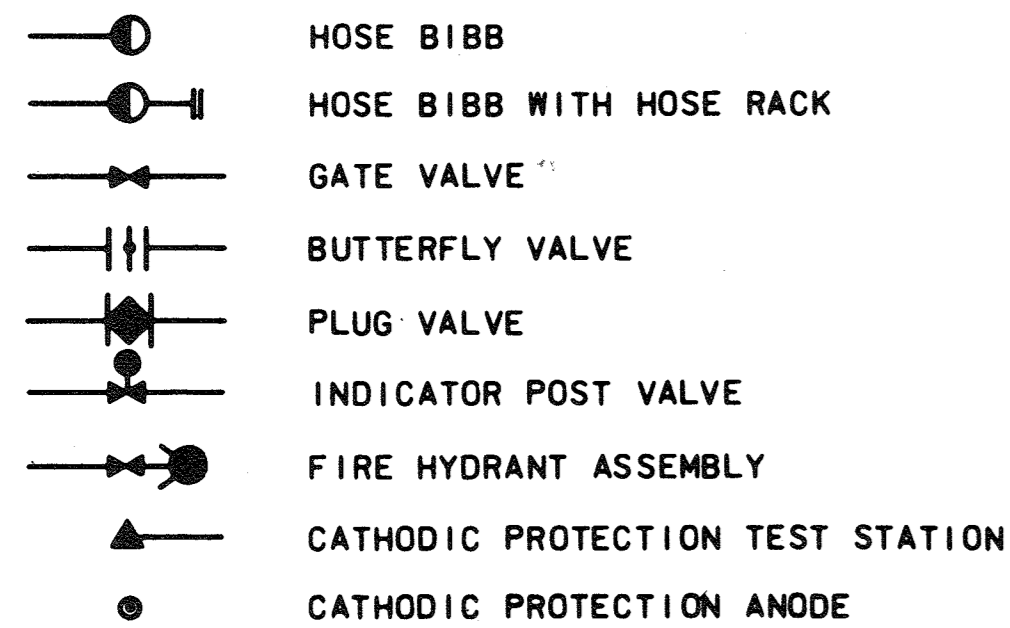 HOSE BIBB
HOSE BIBB WITH HOSE RACK
GATE VALVE
BUTTERFLY VALVE
PLUG VALVE
INDICATOR POST VALVE
FIRE HYDRANT ASSEMBLY
CATHODIC PROTECTION TEST STATION
CATHODIC PROTECTION ANODE